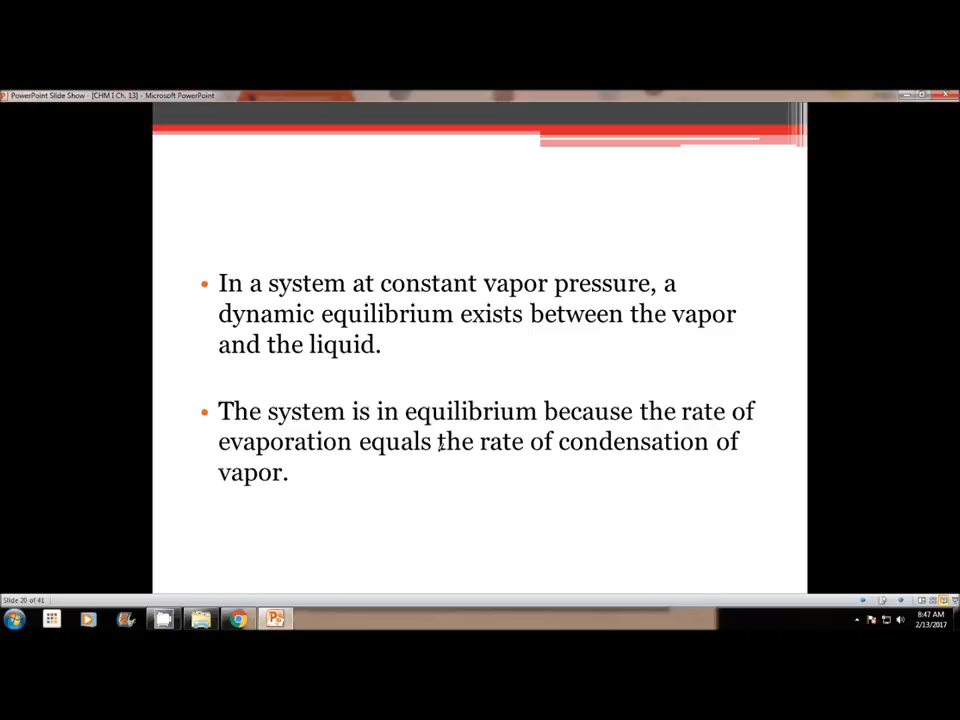 PowerPoint Slide Show - [CHM I Ch. 13] - Microsoft PowerPoint
• In a system at constant vapor pressure, a
dynamic equilibrium exists between the vapor
and the liquid.
• The system is in equilibrium because the rate of
evaporation equals the rate of condensation of
vapor.
Slide 20 of 41
8:47 AM
2/13/2017